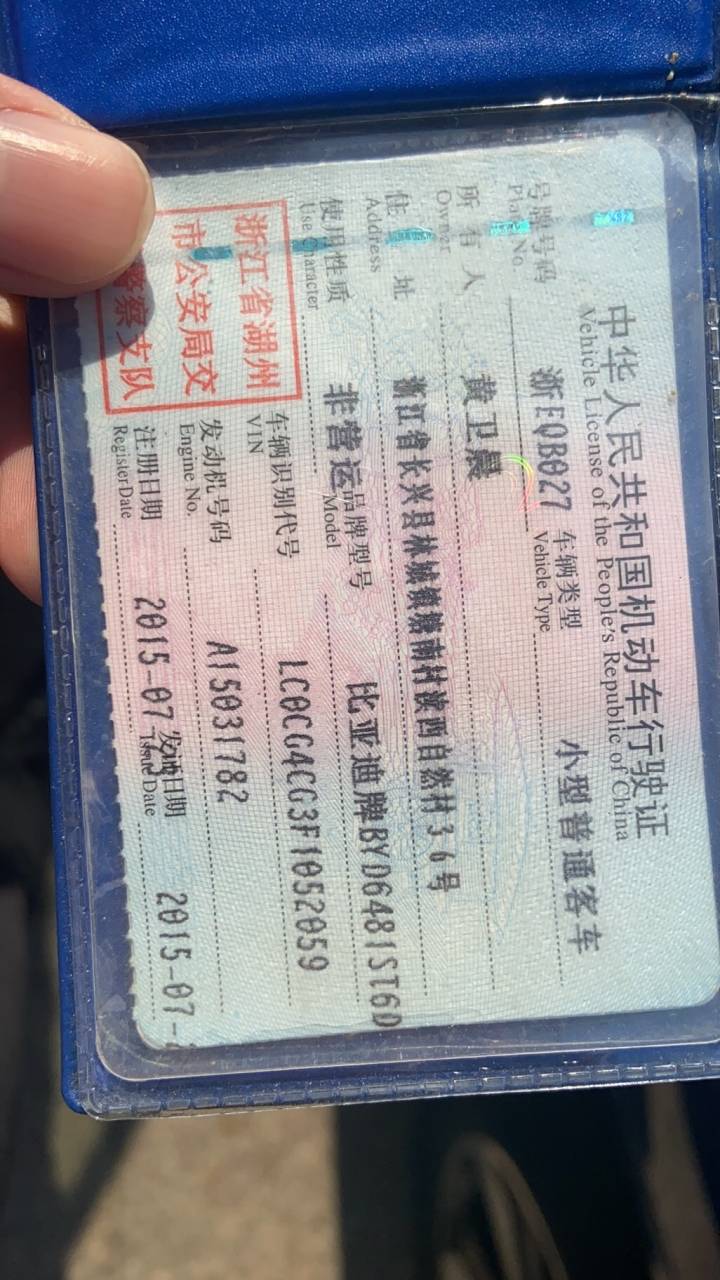 中华人民共和国机动车行驶证
Vehicle License of the People's Republic of China
号牌号码 浙EQB027 车辆类型 小型普通客车
Plate No. Vehicle Type
所有人 黄卫晨
Owner
住址 浙江省长兴县林城镇塘南村渎西自然村36号
Address
使用性质 非营运 品牌型号 比亚迪牌BYD6481ST6D
Use Character Model
浙江省湖州
市公安局交
警察支队
车辆识别代号 LC0CG4CG3F1052059
VIN
发动机号码 A15031782
Engine No.
注册日期 2015-07 发证日期 2015-07-
Register Date Issue Date